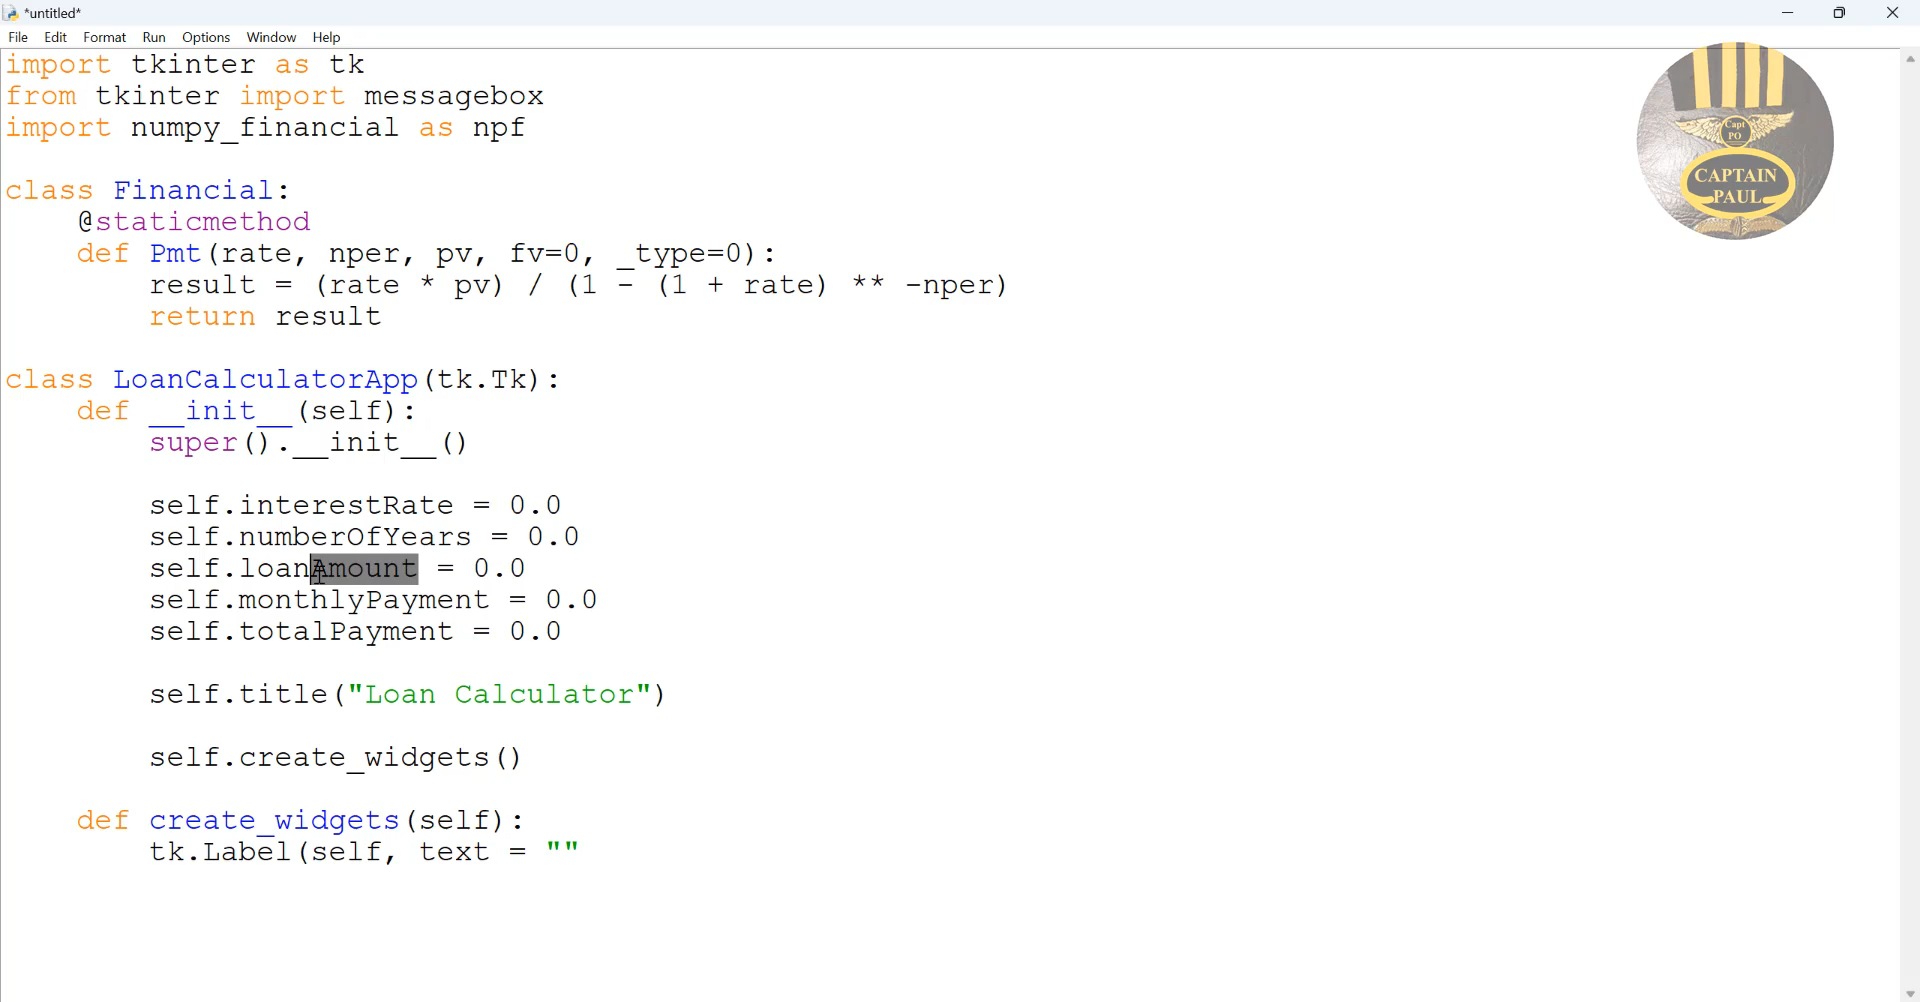 *untitled*
File Edit Format Run Options Window Help
import tkinter as tk
from tkinter import messagebox
import numpy_financial as npf
class Financial:
    @staticmethod
    def Pmt(rate, nper, pv, fv=0, _type=0):
        result = (rate * pv) / (1 - (1 + rate) ** -nper)
        return result
class LoanCalculatorApp(tk.Tk):
    def __init__(self):
        super().__init__()
        self.interestRate = 0.0
        self.numberOfYears = 0.0
        self.loanAmount = 0.0
        self.monthlyPayment = 0.0
        self.totalPayment = 0.0
        self.title("Loan Calculator")
        self.create_widgets()
    def create_widgets(self):
        tk.Label(self, text = ""
Capt
PO
CAPTAIN
PAUL